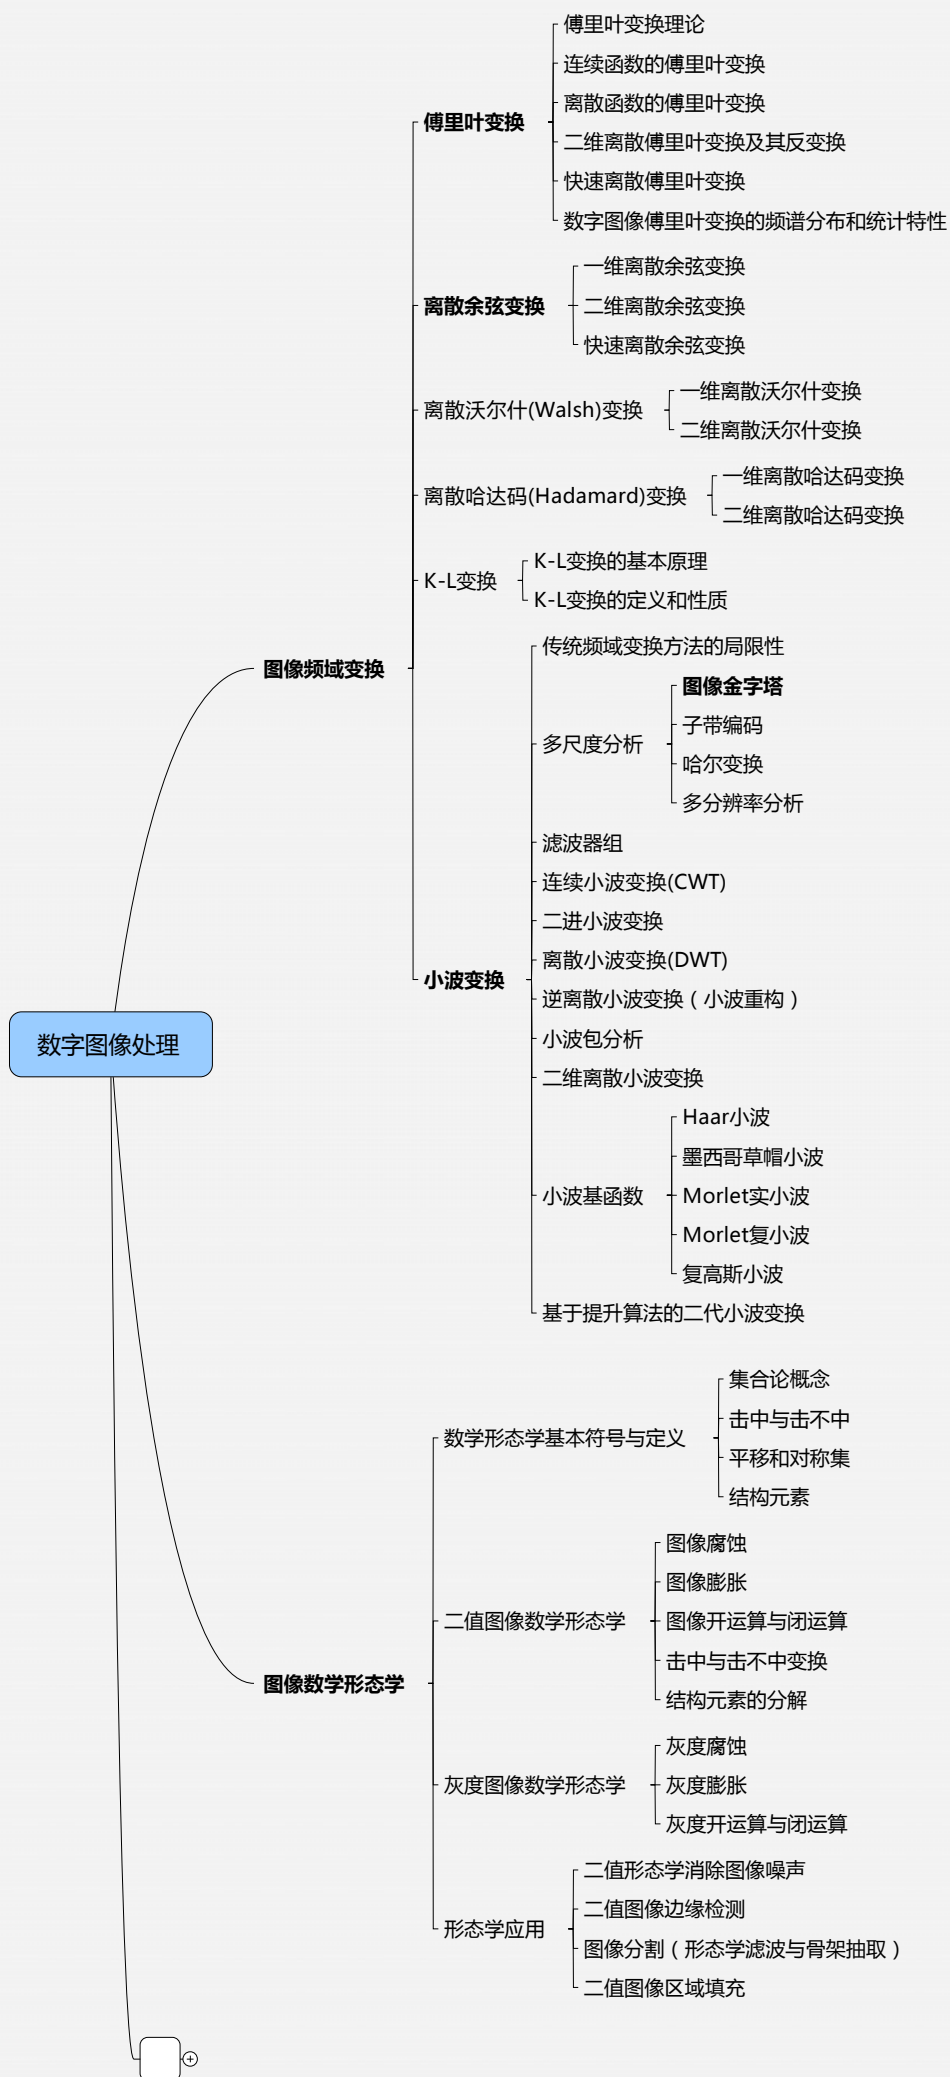 傅里叶变换理论
连续函数的傅里叶变换
离散函数的傅里叶变换
傅里叶变换
二维离散傅里叶变换及其反变换
快速离散傅里叶变换
数字图像傅里叶变换的频谱分布和统计特性
一维离散余弦变换
离散余弦变换
二维离散余弦变换
快速离散余弦变换
一维离散沃尔什变换
离散沃尔什(Walsh)变换
二维离散沃尔什变换
一维离散哈达码变换
离散哈达码(Hadamard)变换
二维离散哈达码变换
K-L变换的基本原理
K-L变换
K-L变换的定义和性质
传统频域变换方法的局限性
图像频域变换
图像金字塔
子带编码
多尺度分析
哈尔变换
多分辨率分析
滤波器组
连续小波变换(CWT)
二进小波变换
离散小波变换(DWT)
小波变换
逆离散小波变换（小波重构）
小波包分析
数字图像处理
二维离散小波变换
Haar小波
墨西哥草帽小波
小波基函数
Morlet实小波
Morlet复小波
复高斯小波
基于提升算法的二代小波变换
集合论概念
击中与击不中
数学形态学基本符号与定义
平移和对称集
结构元素
图像腐蚀
图像膨胀
二值图像数学形态学
图像开运算与闭运算
击中与击不中变换
结构元素的分解
图像数学形态学
灰度腐蚀
灰度图像数学形态学
灰度膨胀
灰度开运算与闭运算
二值形态学消除图像噪声
二值图像边缘检测
形态学应用
图像分割（形态学滤波与骨架抽取）
二值图像区域填充